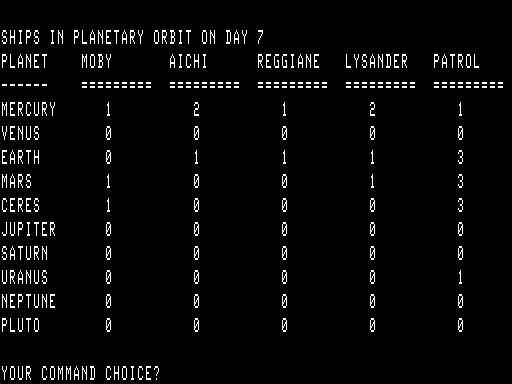 SHIPS IN PLANETARY ORBIT ON DAY 7
PLANET MOBY AICHI REGGIANE LYSANDER PATROL
------ ========= ========= ========= ========= =========
MERCURY 1 2 1 2 1
VENUS 0 0 0 0 0
EARTH 0 1 1 1 3
MARS 1 0 0 1 3
CERES 1 0 0 0 3
JUPITER 0 0 0 0 0
SATURN 0 0 0 0 0
URANUS 0 0 0 0 1
NEPTUNE 0 0 0 0 0
PLUTO 0 0 0 0 0
YOUR COMMAND CHOICE?